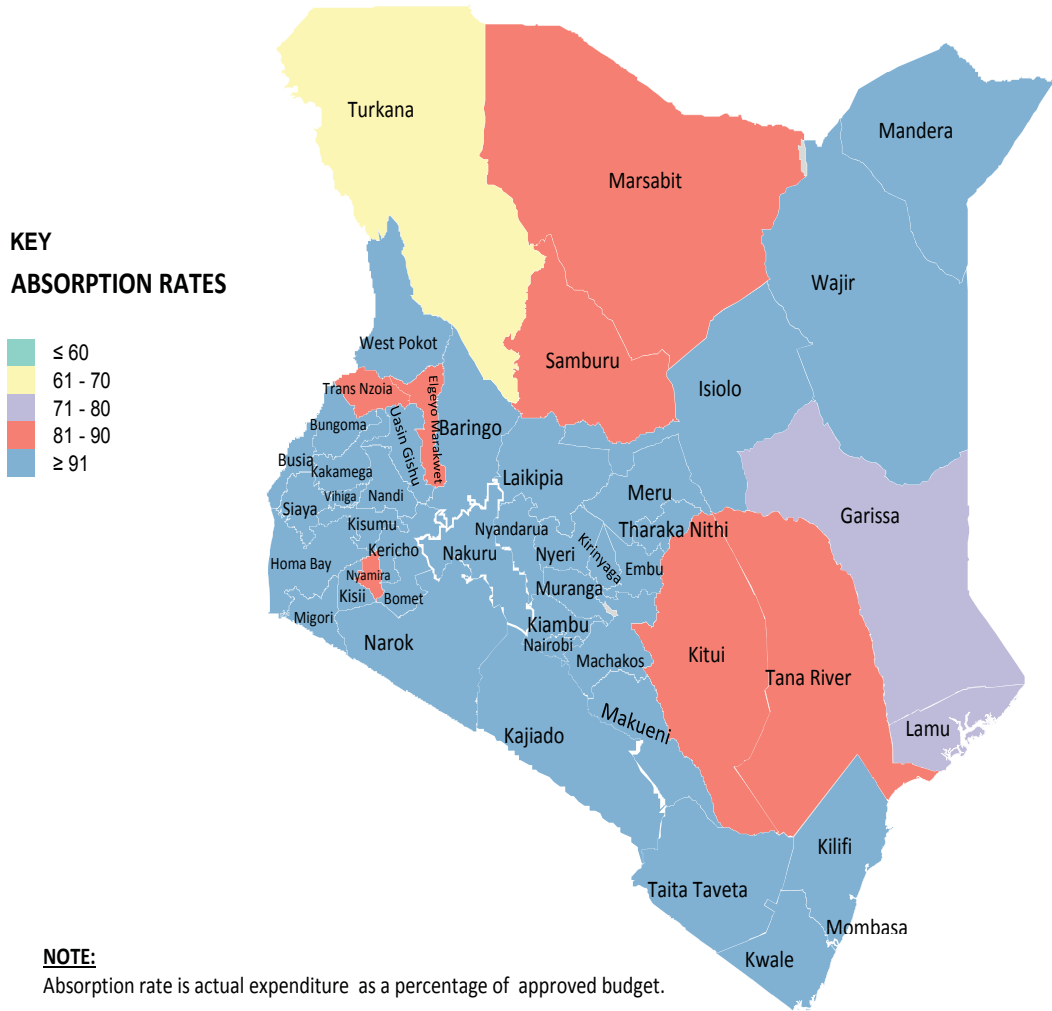 Turkana
Mandera
Marsabit
KEY
ABSORPTION RATES
Wajir
≤ 60
61 - 70
71 - 80
81 - 90
≥ 91
West Pokot
Samburu
Isiolo
Trans Nzoia
Elgeyo Marakwet
Uasin Gishu
Bungoma
Baringo
Busia
Kakamega
Laikipia
Vihiga
Nandi
Meru
Siaya
Garissa
Kisumu
Nyandarua
Tharaka Nithi
Kericho
Nakuru
Nyeri
Kirinyaga
Homa Bay
Nyamira
Embu
Kisii
Bomet
Muranga
Migori
Kiambu
Narok
Nairobi
Machakos
Kitui
Tana River
Makueni
Lamu
Kajiado
Kilifi
Taita Taveta
Mombasa
Kwale
NOTE:
Absorption rate is actual expenditure as a percentage of approved budget.